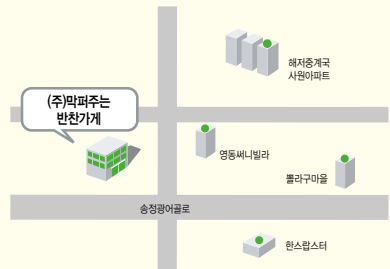 해저중계국
사원아파트
(주)막퍼주는
반찬가게
영동써니빌라
뽈라구마을
송정광어골로
한스랍스터